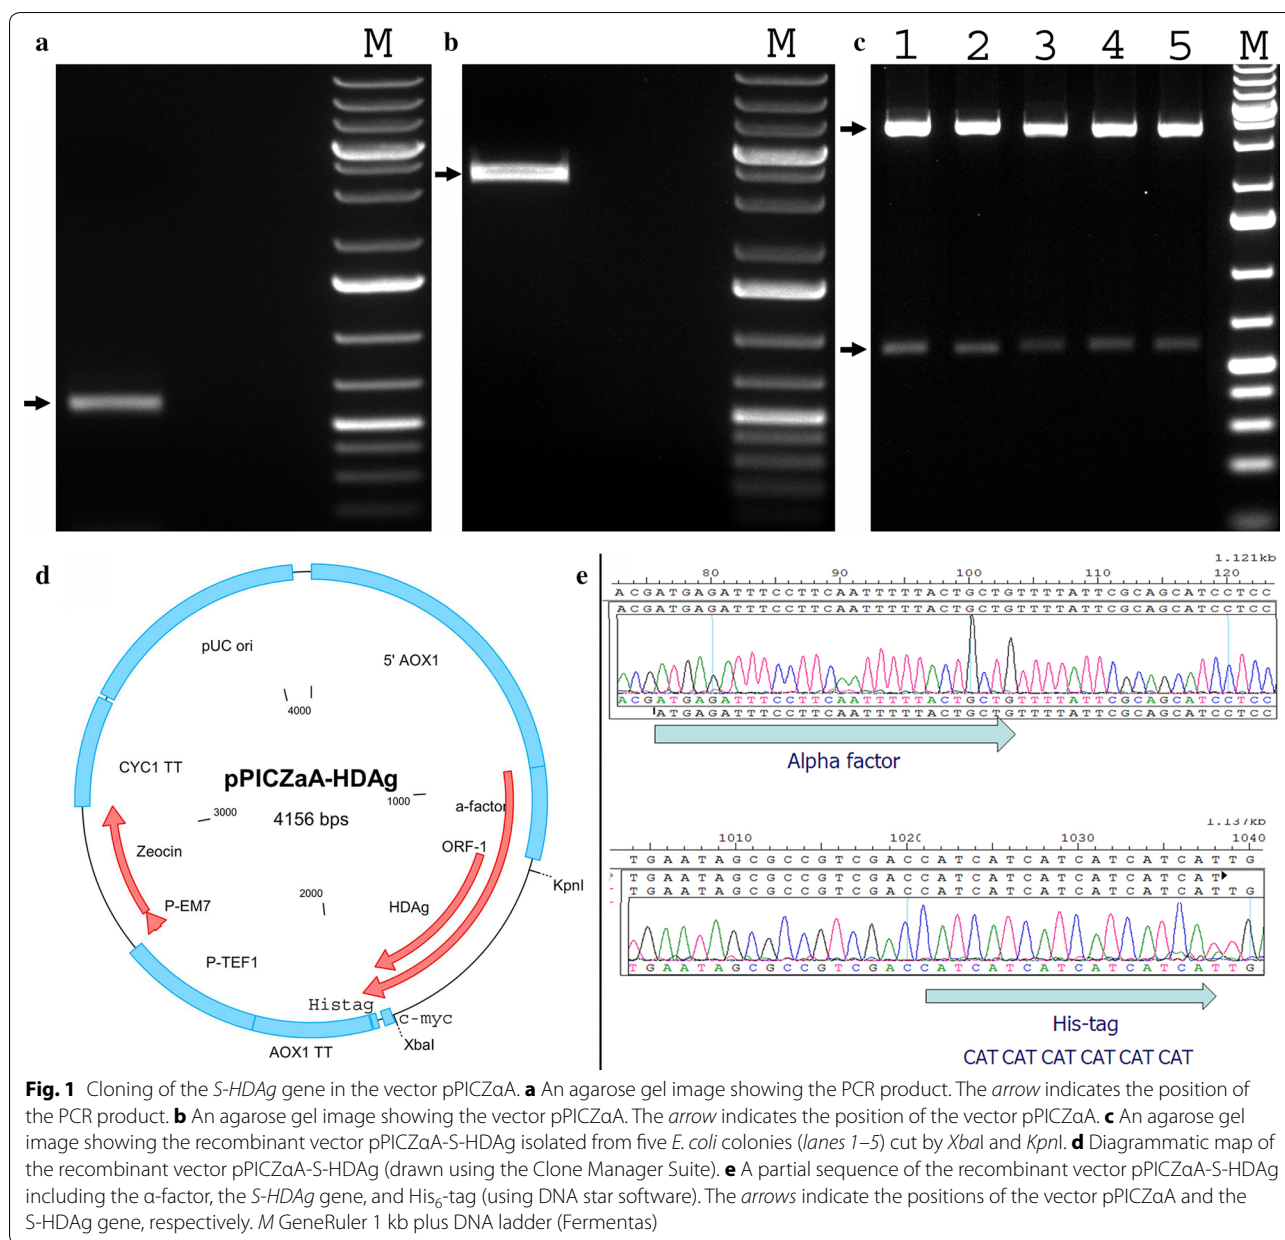 a
M
b
M
c
1 2 3 4 5 M
d
pUC ori
5' AOX1
4000
CYC1 TT
pPICZaA-HDAg
4156 bps
1000
3000
2000
a-factor
ORF-1
Zeocin
KpnI
P-EM7
HDAg
P-TEF1
Histag
c-myc
XbaI
AOX1 TT
e
1.121kb
80 90 100 110 120
ACGATGAGATTTCCTTCAATTTTTACTGCTGTTTTATTCGCAGCATCCTCC
ACGATGAGATTTCCTTCAATTTTTACTGCTGTTTTATTCGCAGCATCCTCC
ACGATGAGATTTCCTTCAATTTTTACTGCTGTTTTATTCGCAGCATCCTCC
ATGAGATTTCCTTCAATTTTTACTGCTGTTTTATTCGCAGCATCCTCC
Alpha factor
1.137kb
1010 1020 1030 1040
TGAATAGCGCCGTCGACCATCATCATCATCATCATTG
TGAATAGCGCCGTCGACCATCATCATCATCATCAT
TGAATAGCGCCGTCGACCATCATCATCATCATCATTG
TGAATAGCGCCGTCGACCATCATCATCATCATCATTG
His-tag
CAT CAT CAT CAT CAT CAT
Fig. 1 Cloning of the S-HDAg gene in the vector pPICZαA. a An agarose gel image showing the PCR product. The arrow indicates the position of
the PCR product. b An agarose gel image showing the vector pPICZαA. The arrow indicates the position of the vector pPICZαA. c An agarose gel
image showing the recombinant vector pPICZαA-S-HDAg isolated from five E. coli colonies (lanes 1–5) cut by XbaI and KpnI. d Diagrammatic map of
the recombinant vector pPICZαA-S-HDAg (drawn using the Clone Manager Suite). e A partial sequence of the recombinant vector pPICZαA-S-HDAg
including the α-factor, the S-HDAg gene, and His6-tag (using DNA star software). The arrows indicate the positions of the vector pPICZαA and the
S-HDAg gene, respectively. M GeneRuler 1 kb plus DNA ladder (Fermentas)